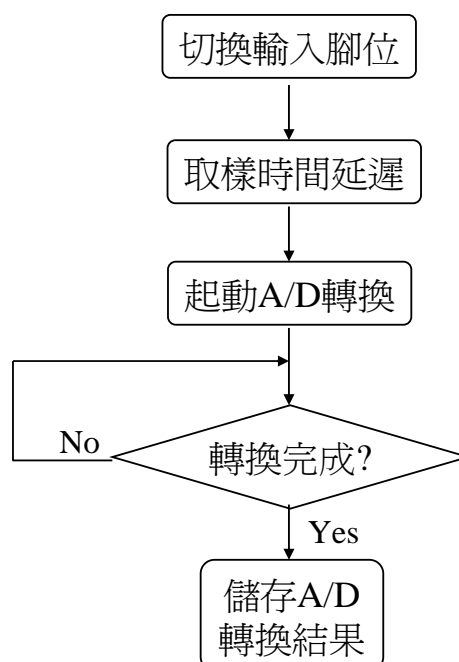 切換輸入腳位
取樣時間延遲
起動A/D轉換
No
轉換完成?
Yes
儲存A/D
轉換結果